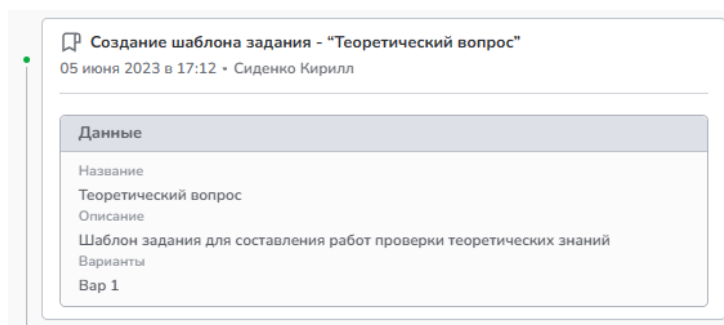 Создание шаблона задания - “Теоретический вопрос”
05 июня 2023 в 17:12 • Сиденко Кирилл
Данные
Название
Теоретический вопрос
Описание
Шаблон задания для составления работ проверки теоретических знаний
Варианты
Вар 1